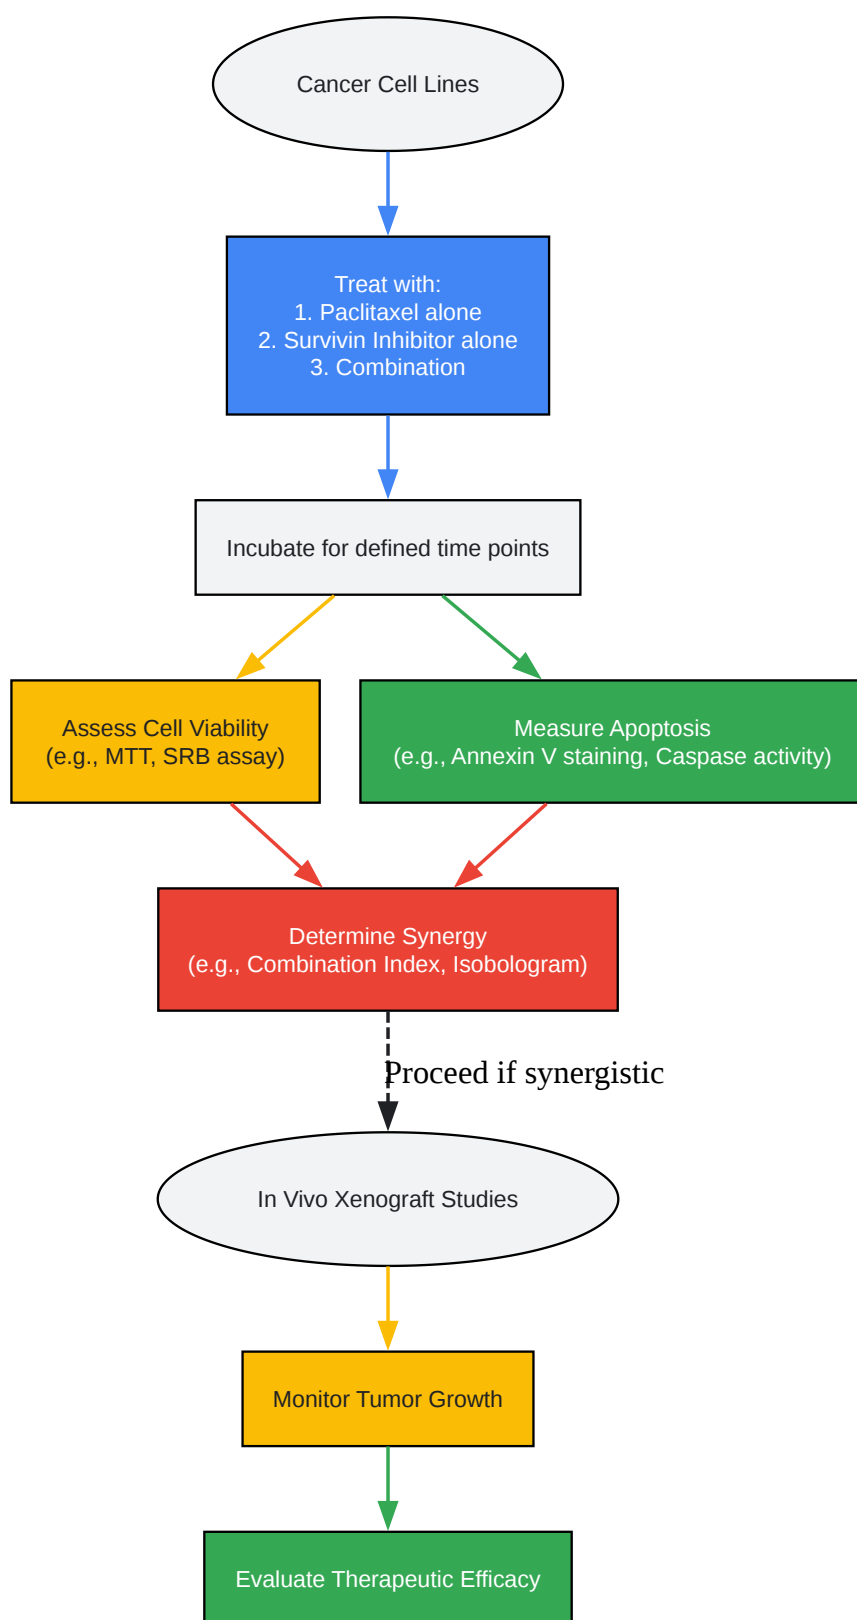 Cancer Cell Lines
Treat with:
1. Paclitaxel alone
2. Survivin Inhibitor alone
3. Combination
Incubate for defined time points
Assess Cell Viability
(e.g., MTT, SRB assay)
Measure Apoptosis
(e.g., Annexin V staining, Caspase activity)
Determine Synergy
(e.g., Combination Index, Isobologram)
Proceed if synergistic
In Vivo Xenograft Studies
Monitor Tumor Growth
Evaluate Therapeutic Efficacy